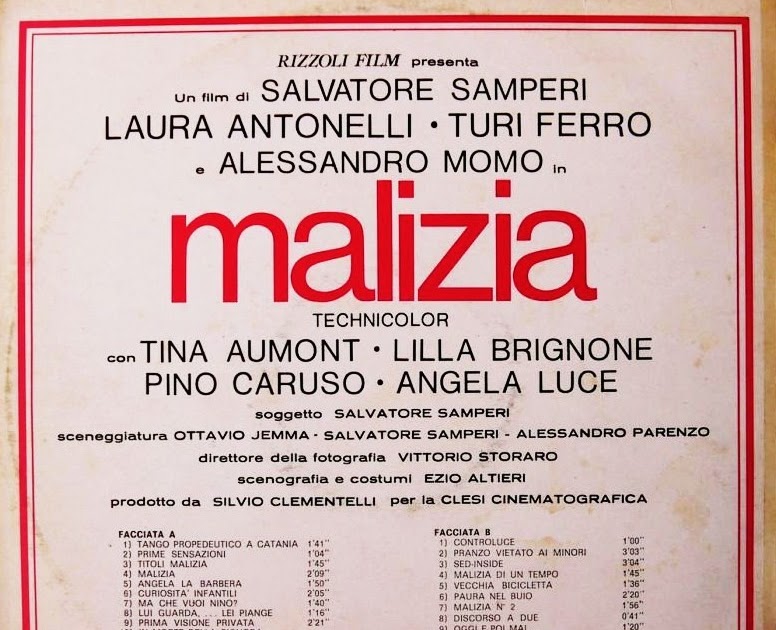 RIZZOLI FILM presenta
Un film di SALVATORE SAMPERI
LAURA ANTONELLI • TURI FERRO
e ALESSANDRO MOMO in
malizia
TECHNICOLOR
con TINA AUMONT • LILLA BRIGNONE
PINO CARUSO • ANGELA LUCE
soggetto SALVATORE SAMPERI
sceneggiatura OTTAVIO JEMMA - SALVATORE SAMPERI - ALESSANDRO PARENZO
direttore della fotografia VITTORIO STORARO
scenografia e costumi EZIO ALTIERI
prodotto da SILVIO CLEMENTELLI per la CLESI CINEMATOGRAFICA
FACCIATA A
1) TANGO PROPEDEUTICO A CATANIA 1'41"
2) PRIME SENSAZIONI 1'04"
3) TITOLI MALIZIA 1'45"
4) MALIZIA 2'09"
5) ANGELA LA BARBERA 1'50"
6) CURIOSITA' INFANTILI 2'05"
7) MA CHE VUOI NINO? 1'40"
8) LUI GUARDA, ... LEI PIANGE 1'16"
9) PRIMA VISIONE PRIVATA 2'21"
FACCIATA B
1) CONTROLUCE 1'00"
2) PRANZO VIETATO AI MINORI 3'03"
3) SED-INSIDE 3'04"
4) MALIZIA DI UN TEMPO 1'45"
5) VECCHIA BICICLETTA 1'36"
6) PAURA NEL BUIO 2'20"
7) MALIZIA N° 2 1'56"
8) DISCORSO A DUE 0'41"
9) OGGI E POI MAI 1'20"